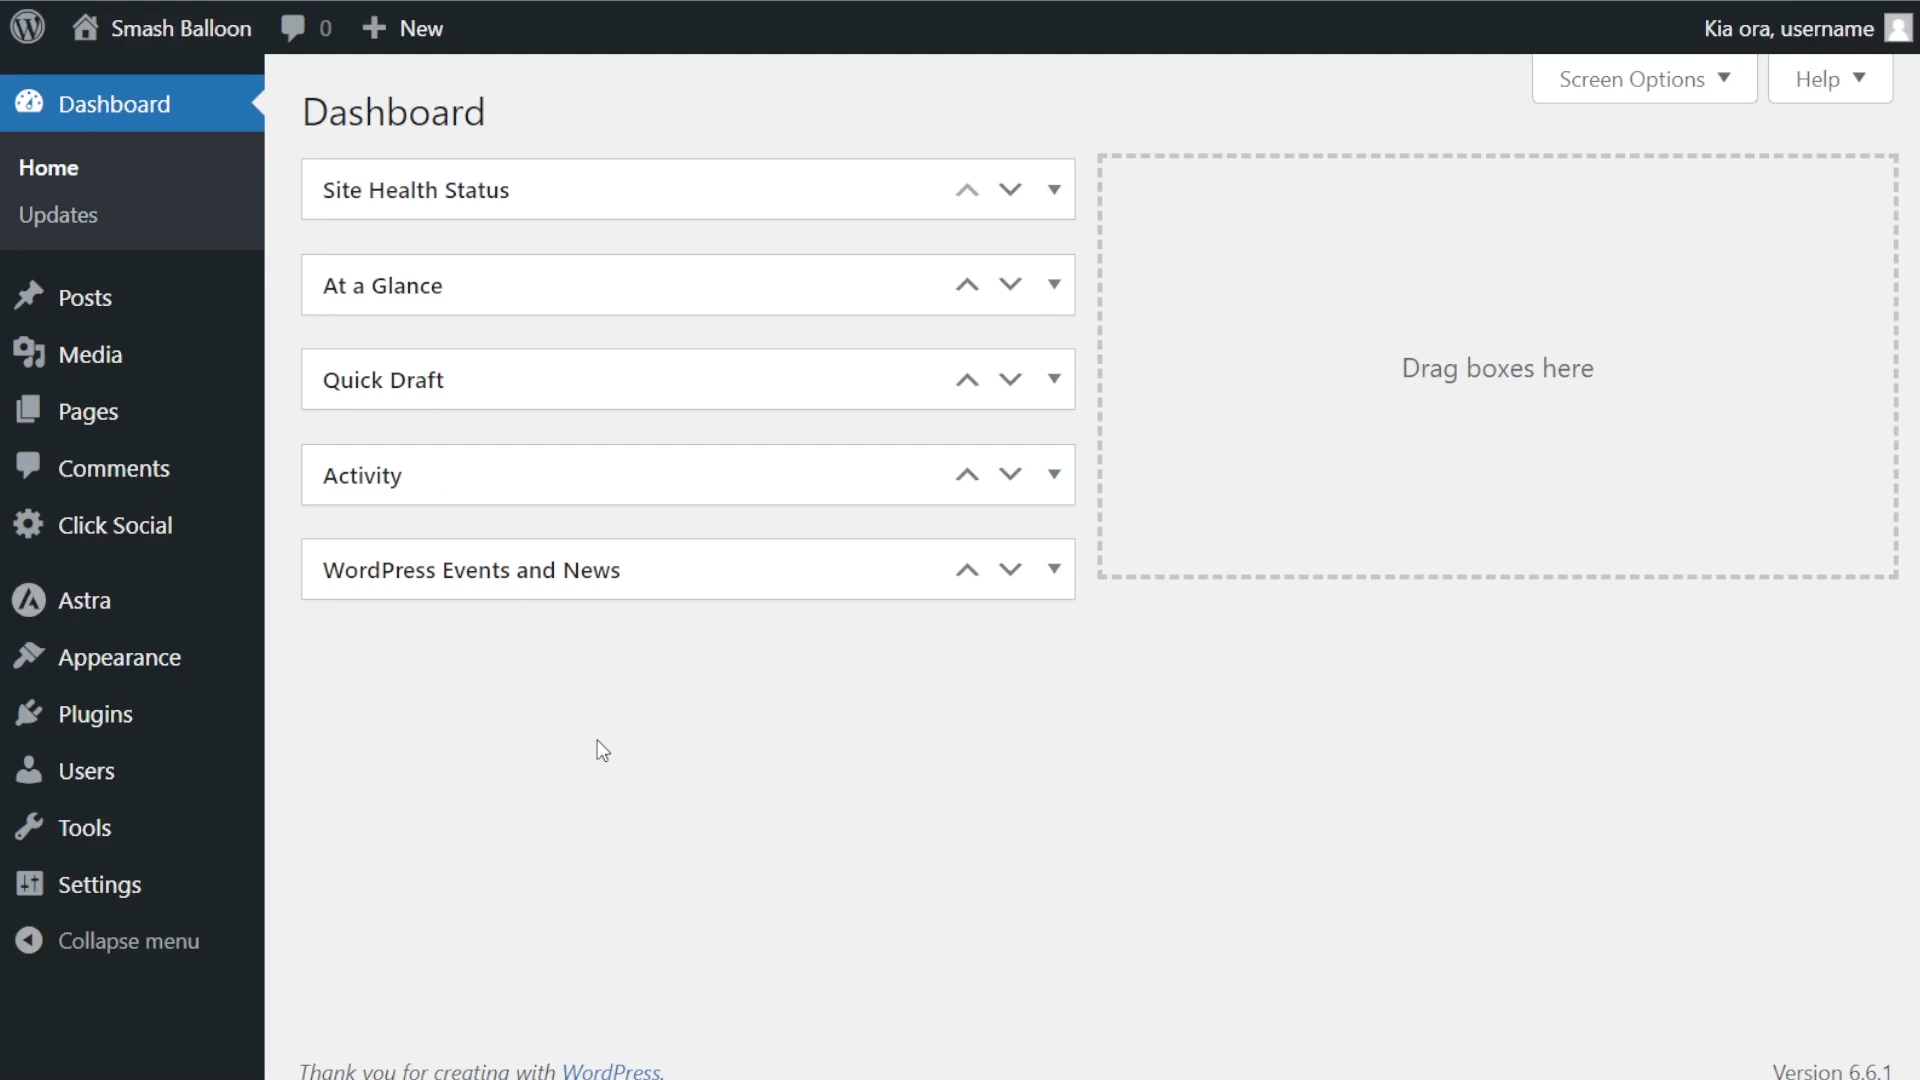 Smash Balloon
0
New
Kia ora, username
Screen Options
Help
Dashboard
Home
Updates
Posts
Media
Pages
Comments
Click Social
Astra
Appearance
Plugins
Users
Tools
Settings
Collapse menu
Dashboard
Site Health Status
At a Glance
Quick Draft
Activity
WordPress Events and News
Drag boxes here
Thank you for creating with WordPress.
Version 6.6.1